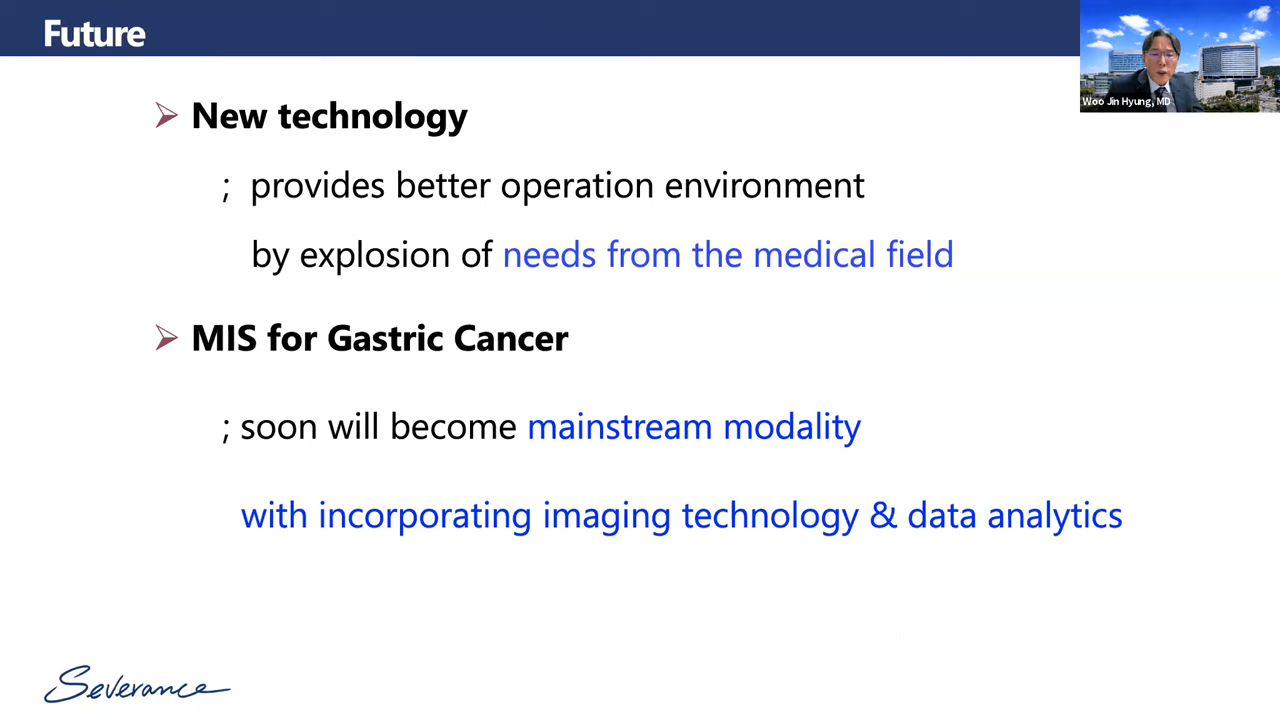 Future
Woo Jin Hyung, MD
➢ New technology
; provides better operation environment
by explosion of needs from the medical field
➢ MIS for Gastric Cancer
; soon will become mainstream modality
with incorporating imaging technology & data analytics
Severance